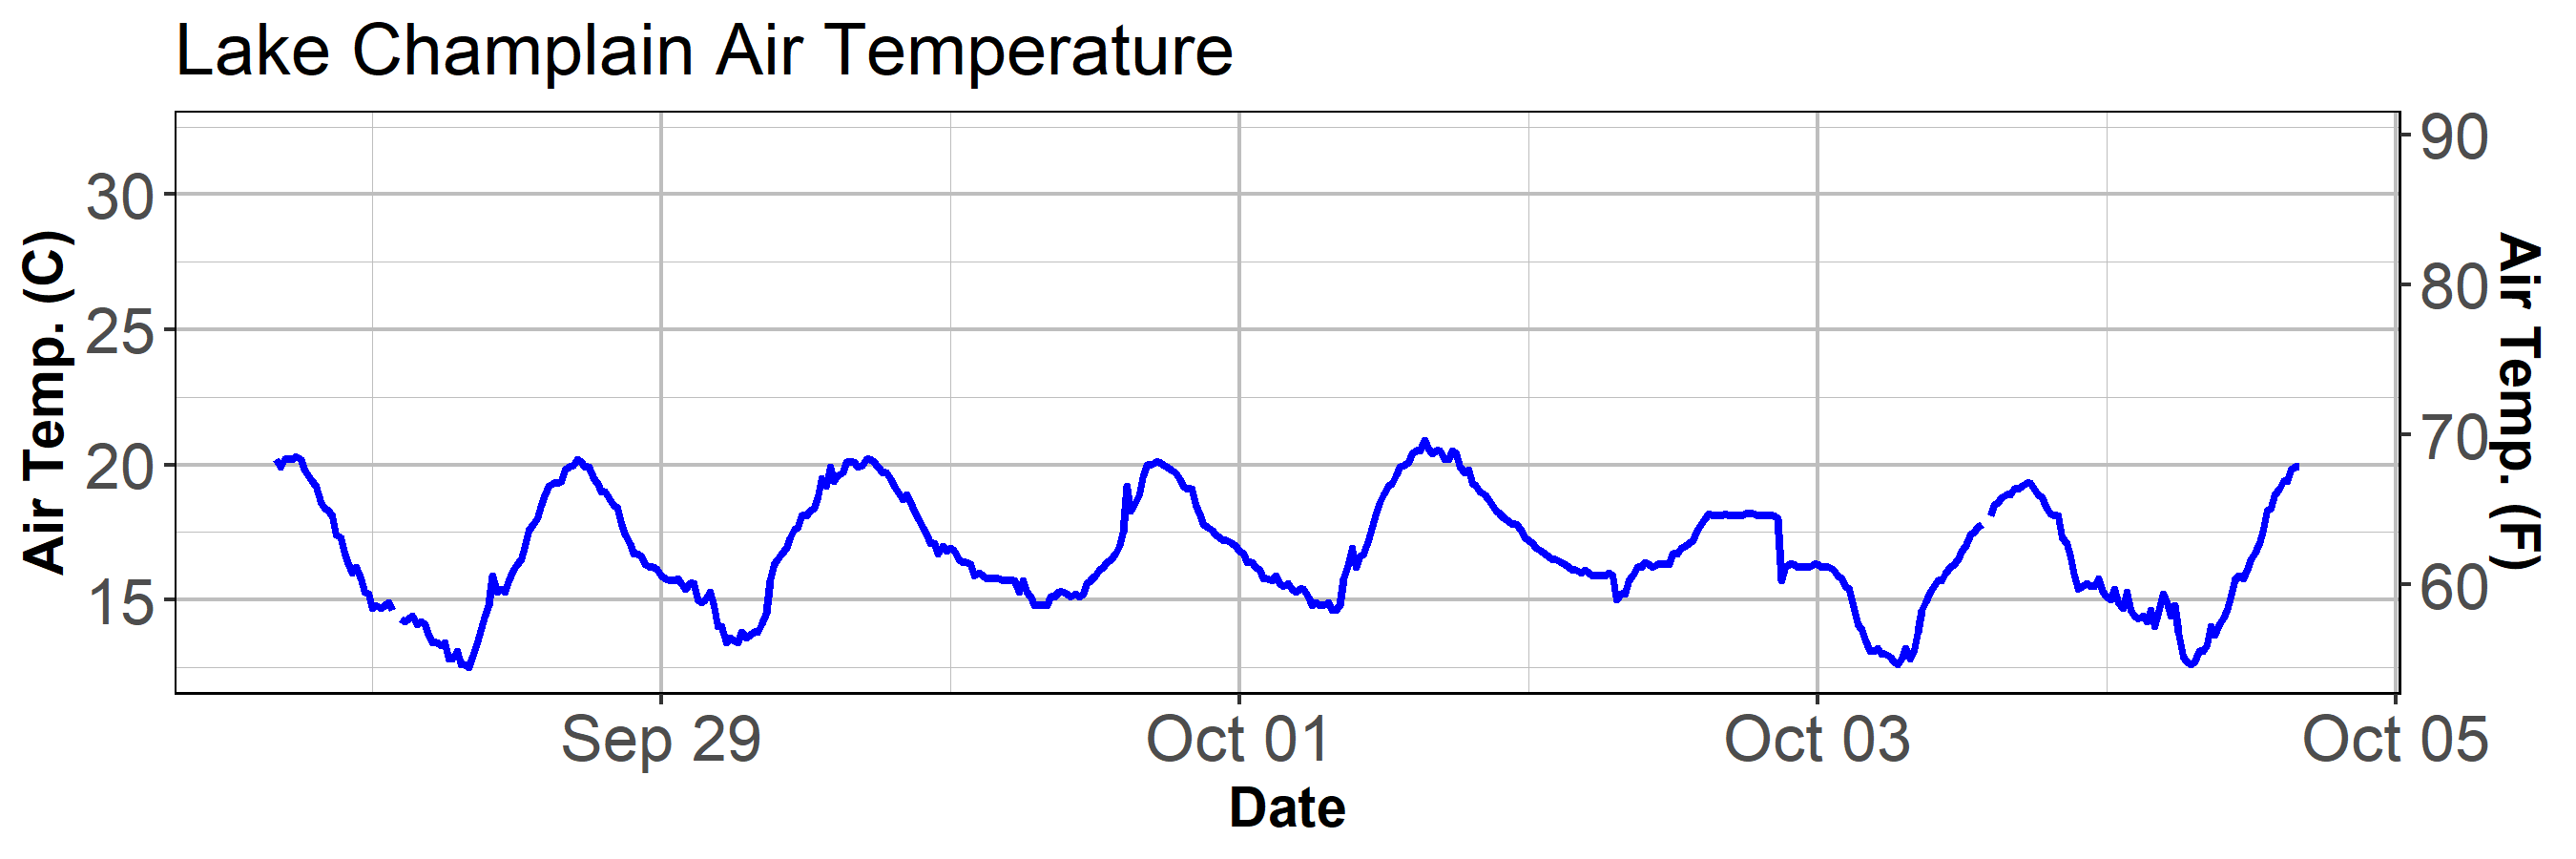 Lake Champlain Air Temperature
Air Temp. (C)
30
25
20
15
90
80
70
60
Air Temp. (F)
Sep 29
Oct 01
Oct 03
Oct 05
Date